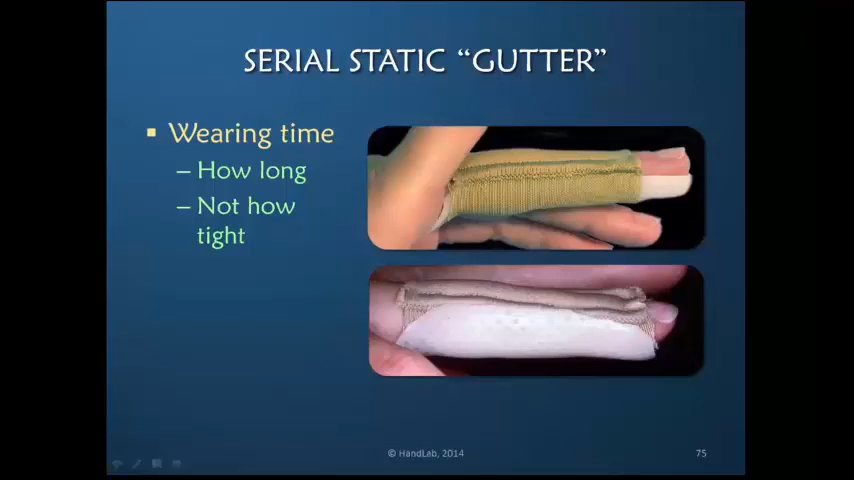 SERIAL STATIC “GUTTER”
▪ Wearing time
– How long
– Not how
tight
© HandLab, 2014
75